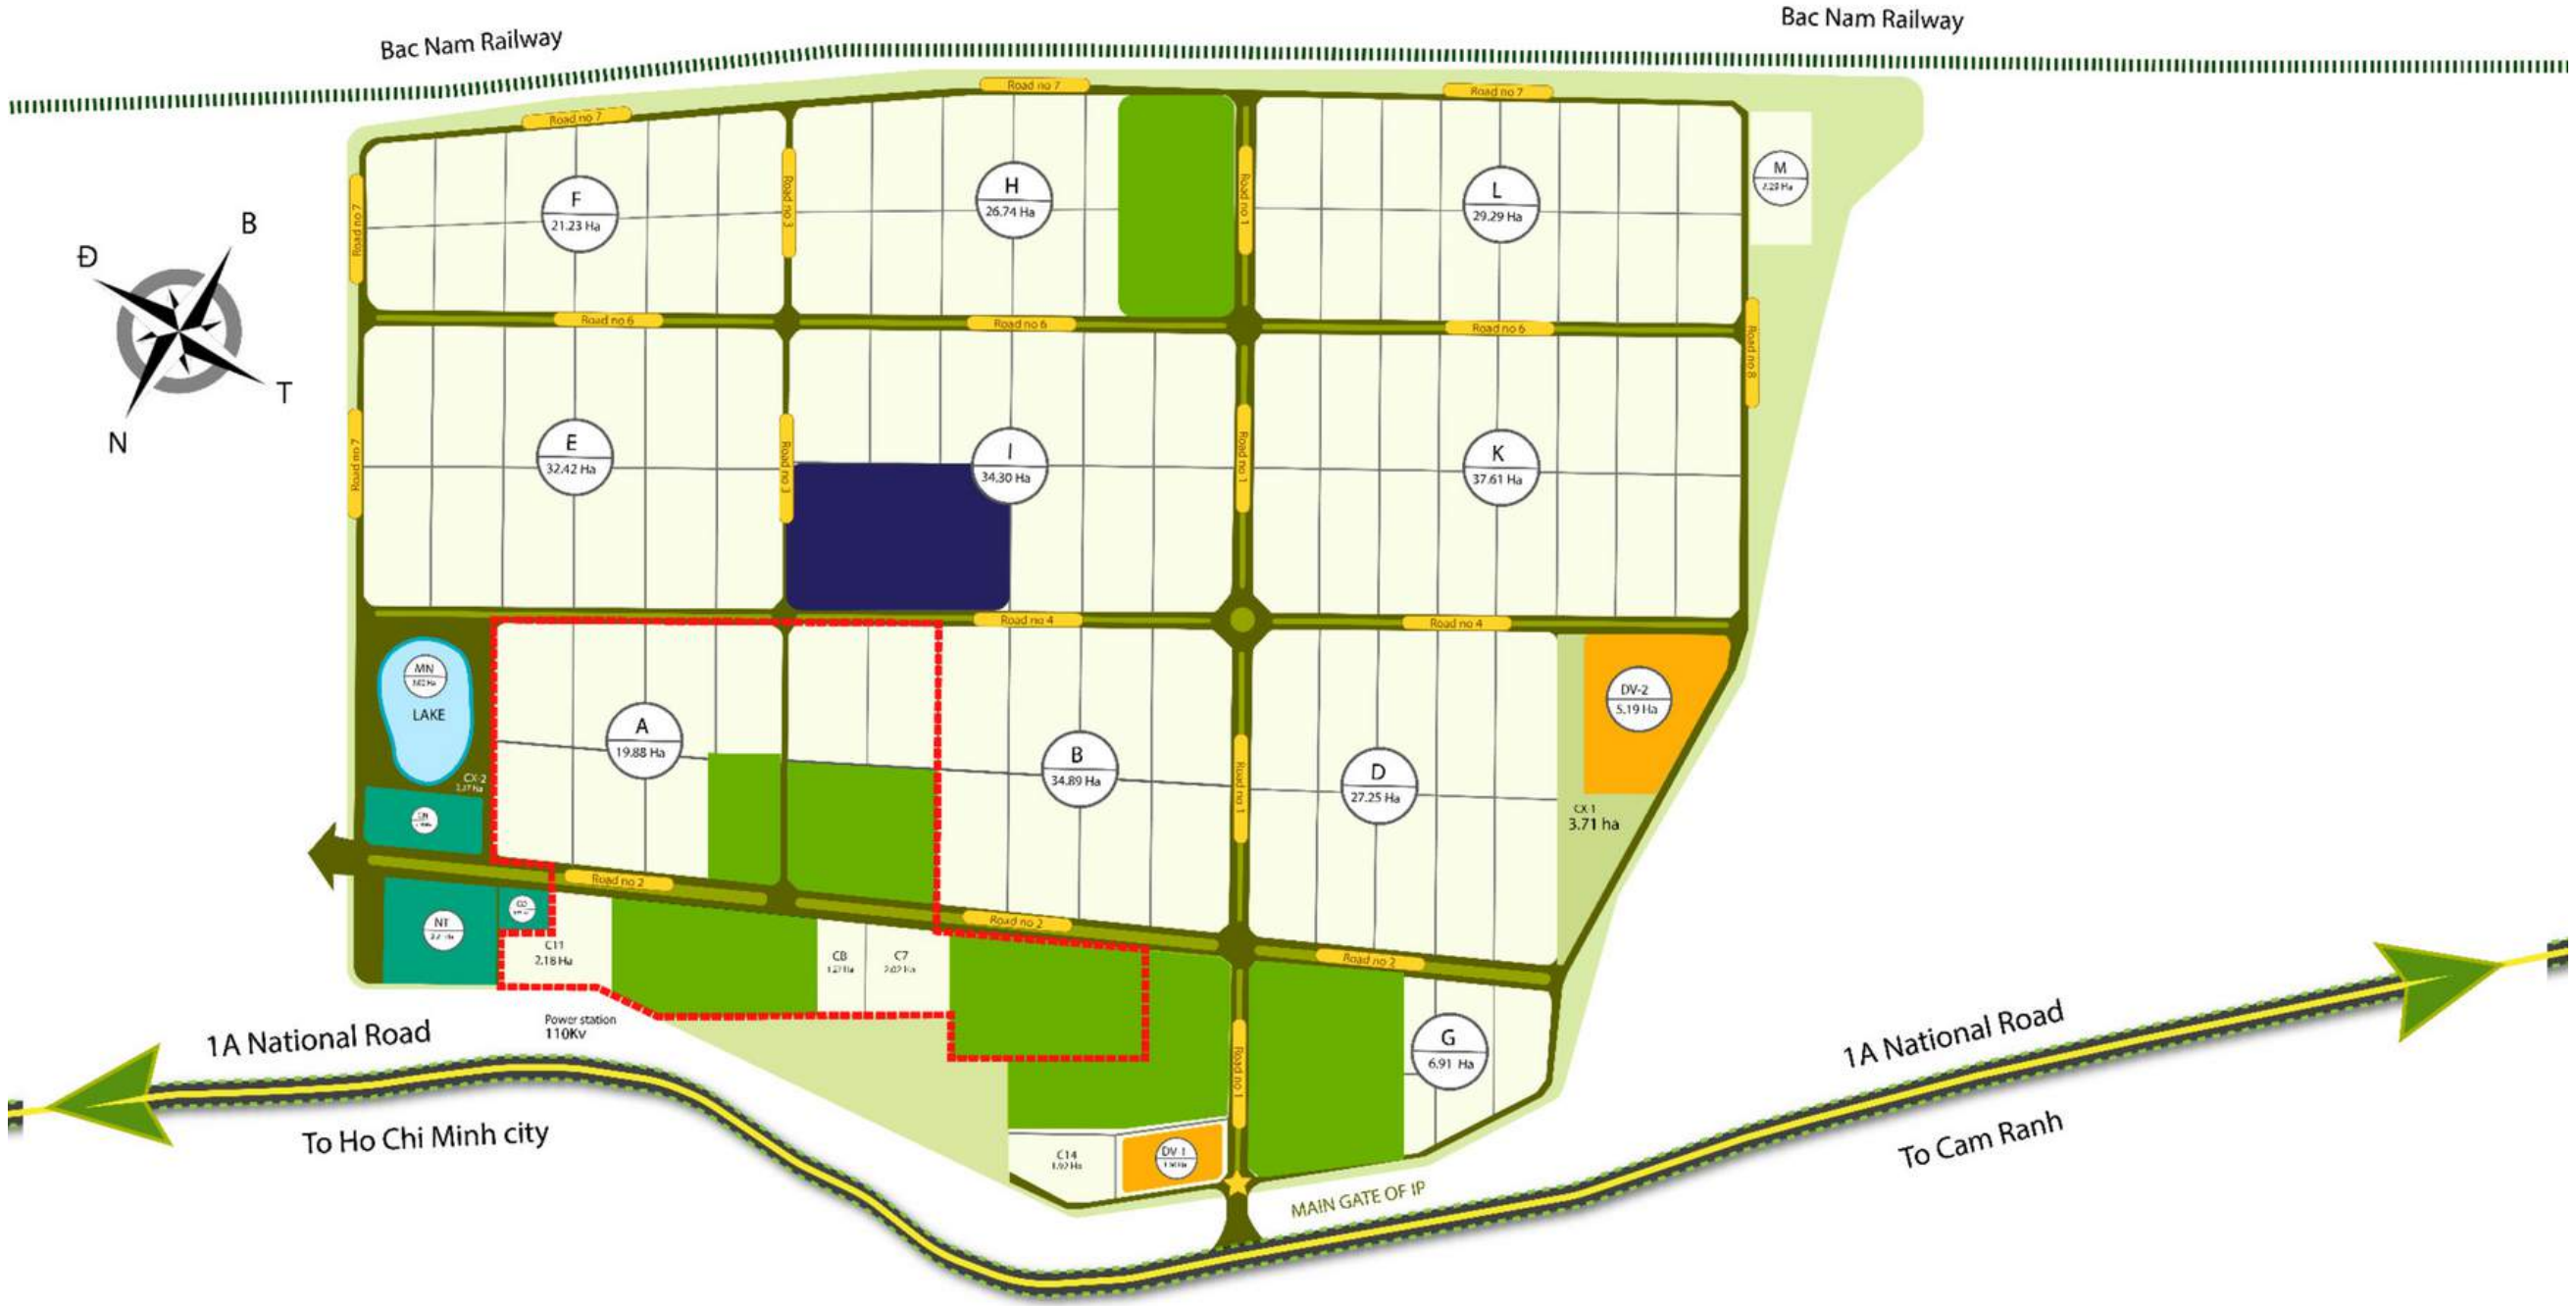 Bac Nam Railway
Bac Nam Railway
Road no 7
Road no 7
Road no 7
Road no 7
Road no 3
Road no 1
F
21.23 Ha
H
26.74 Ha
L
29.29 Ha
M
B
Đ
T
N
Road no 6
Road no 6
Road no 6
Road no 8
Road no 7
Road no 3
Road no 1
E
32.42 Ha
I
34.30 Ha
K
37.61 Ha
Road no 4
Road no 4
MN
LAKE
CX-2
A
19.88 Ha
B
34.89 Ha
Road no 1
D
27.25 Ha
DV-2
5.19 Ha
CX-1
3.71 ha
Road no 2
Road no 2
Road no 2
NT
C11
2.18 Ha
C8
C7
2.02 Ha
Power station
110Kv
Road no 1
G
6.91 Ha
C14
DV-1
MAIN GATE OF IP
1A National Road
To Ho Chi Minh city
1A National Road
To Cam Ranh